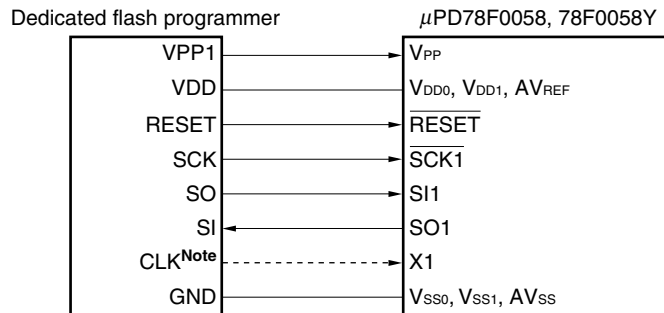 Dedicated flash programmer μPD78F0058, 78F0058Y
VPP1 VPP
VDD VDD0, VDD1, AVREF
RESET RESET
SCK SCK1
SO SI1
SI SO1
CLKNote X1
GND VSS0, VSS1, AVSS